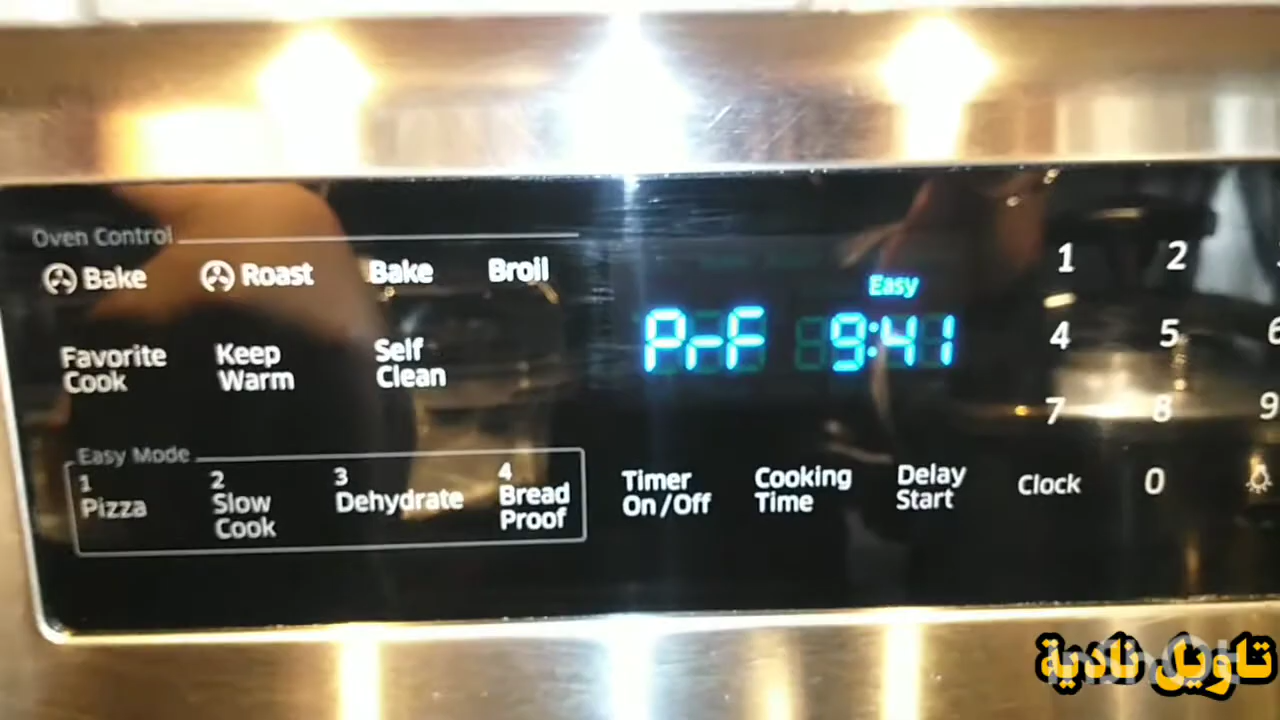 Oven Control
Bake Roast Bake Broil
Favorite Cook
Keep Warm
Self Clean
Easy Mode
1 Pizza
2 Slow Cook
3 Dehydrate
4 Bread Proof
Easy
PrF 9:41
Timer On/Off
Cooking Time
Delay Start
Clock
1 2
4 5 6
7 8 9
0
تاويل نادية